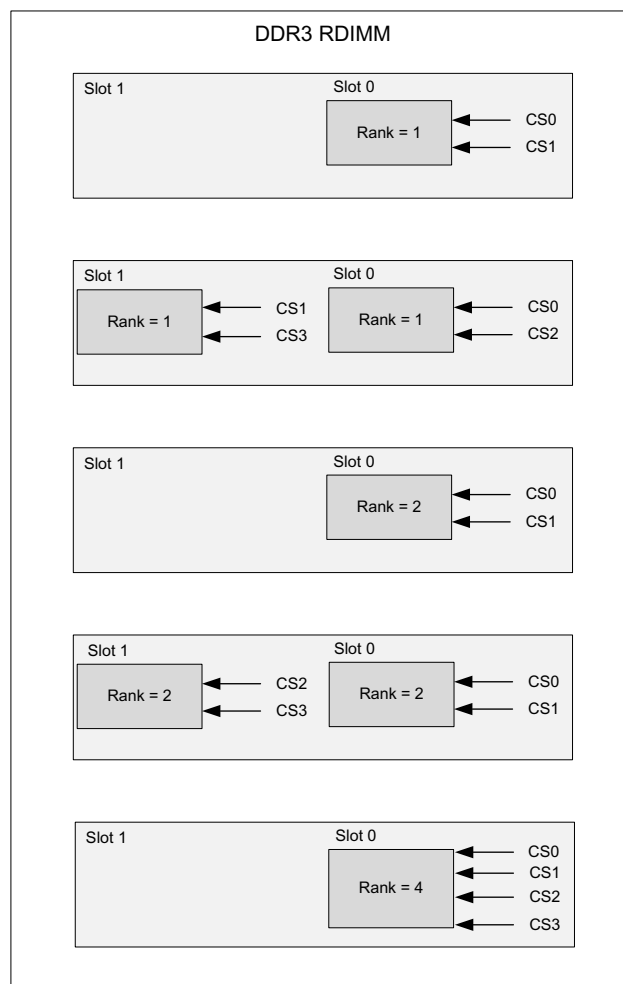 DDR3 RDIMM
Slot 1
Slot 0
Rank = 1
CS0
CS1
Slot 1
Slot 0
Rank = 1
CS1
CS3
Rank = 1
CS0
CS2
Slot 1
Slot 0
Rank = 2
CS0
CS1
Slot 1
Slot 0
Rank = 2
CS2
CS3
Rank = 2
CS0
CS1
Slot 1
Slot 0
Rank = 4
CS0
CS1
CS2
CS3